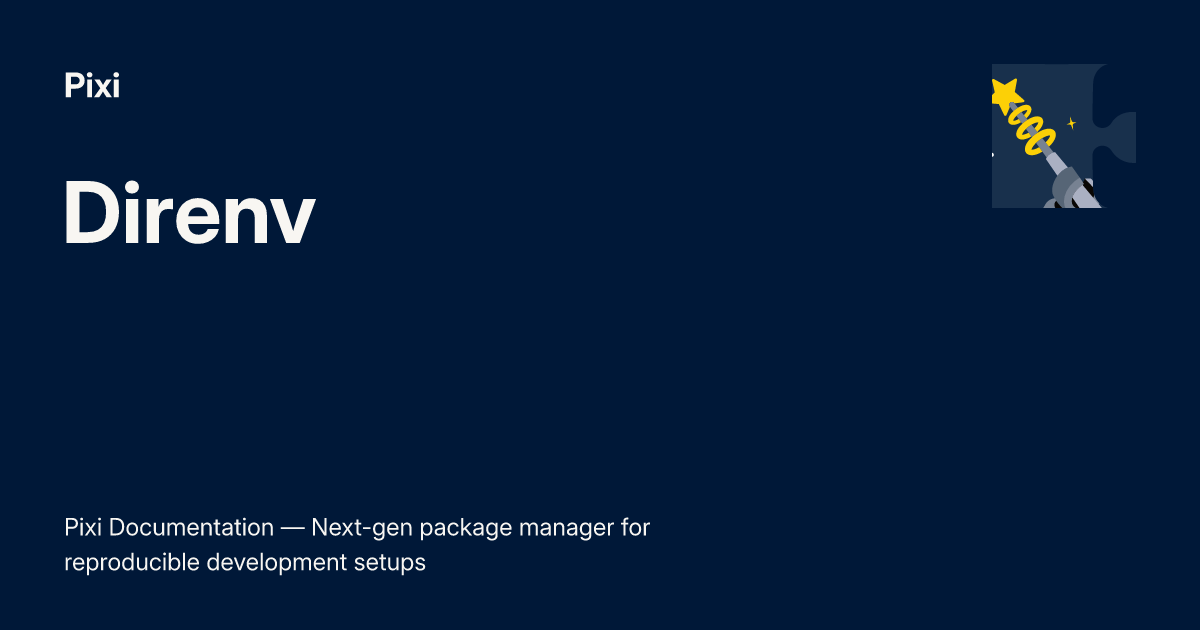 Pixi
Direnv
Pixi Documentation — Next-gen package manager for
reproducible development setups